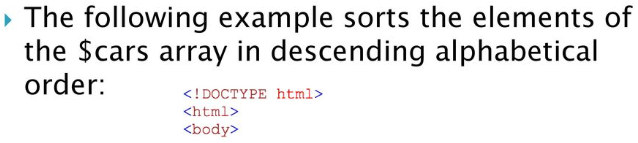 The following example sorts the elements of
the $cars array in descending alphabetical
order:
<!DOCTYPE html>
<html>
<body>